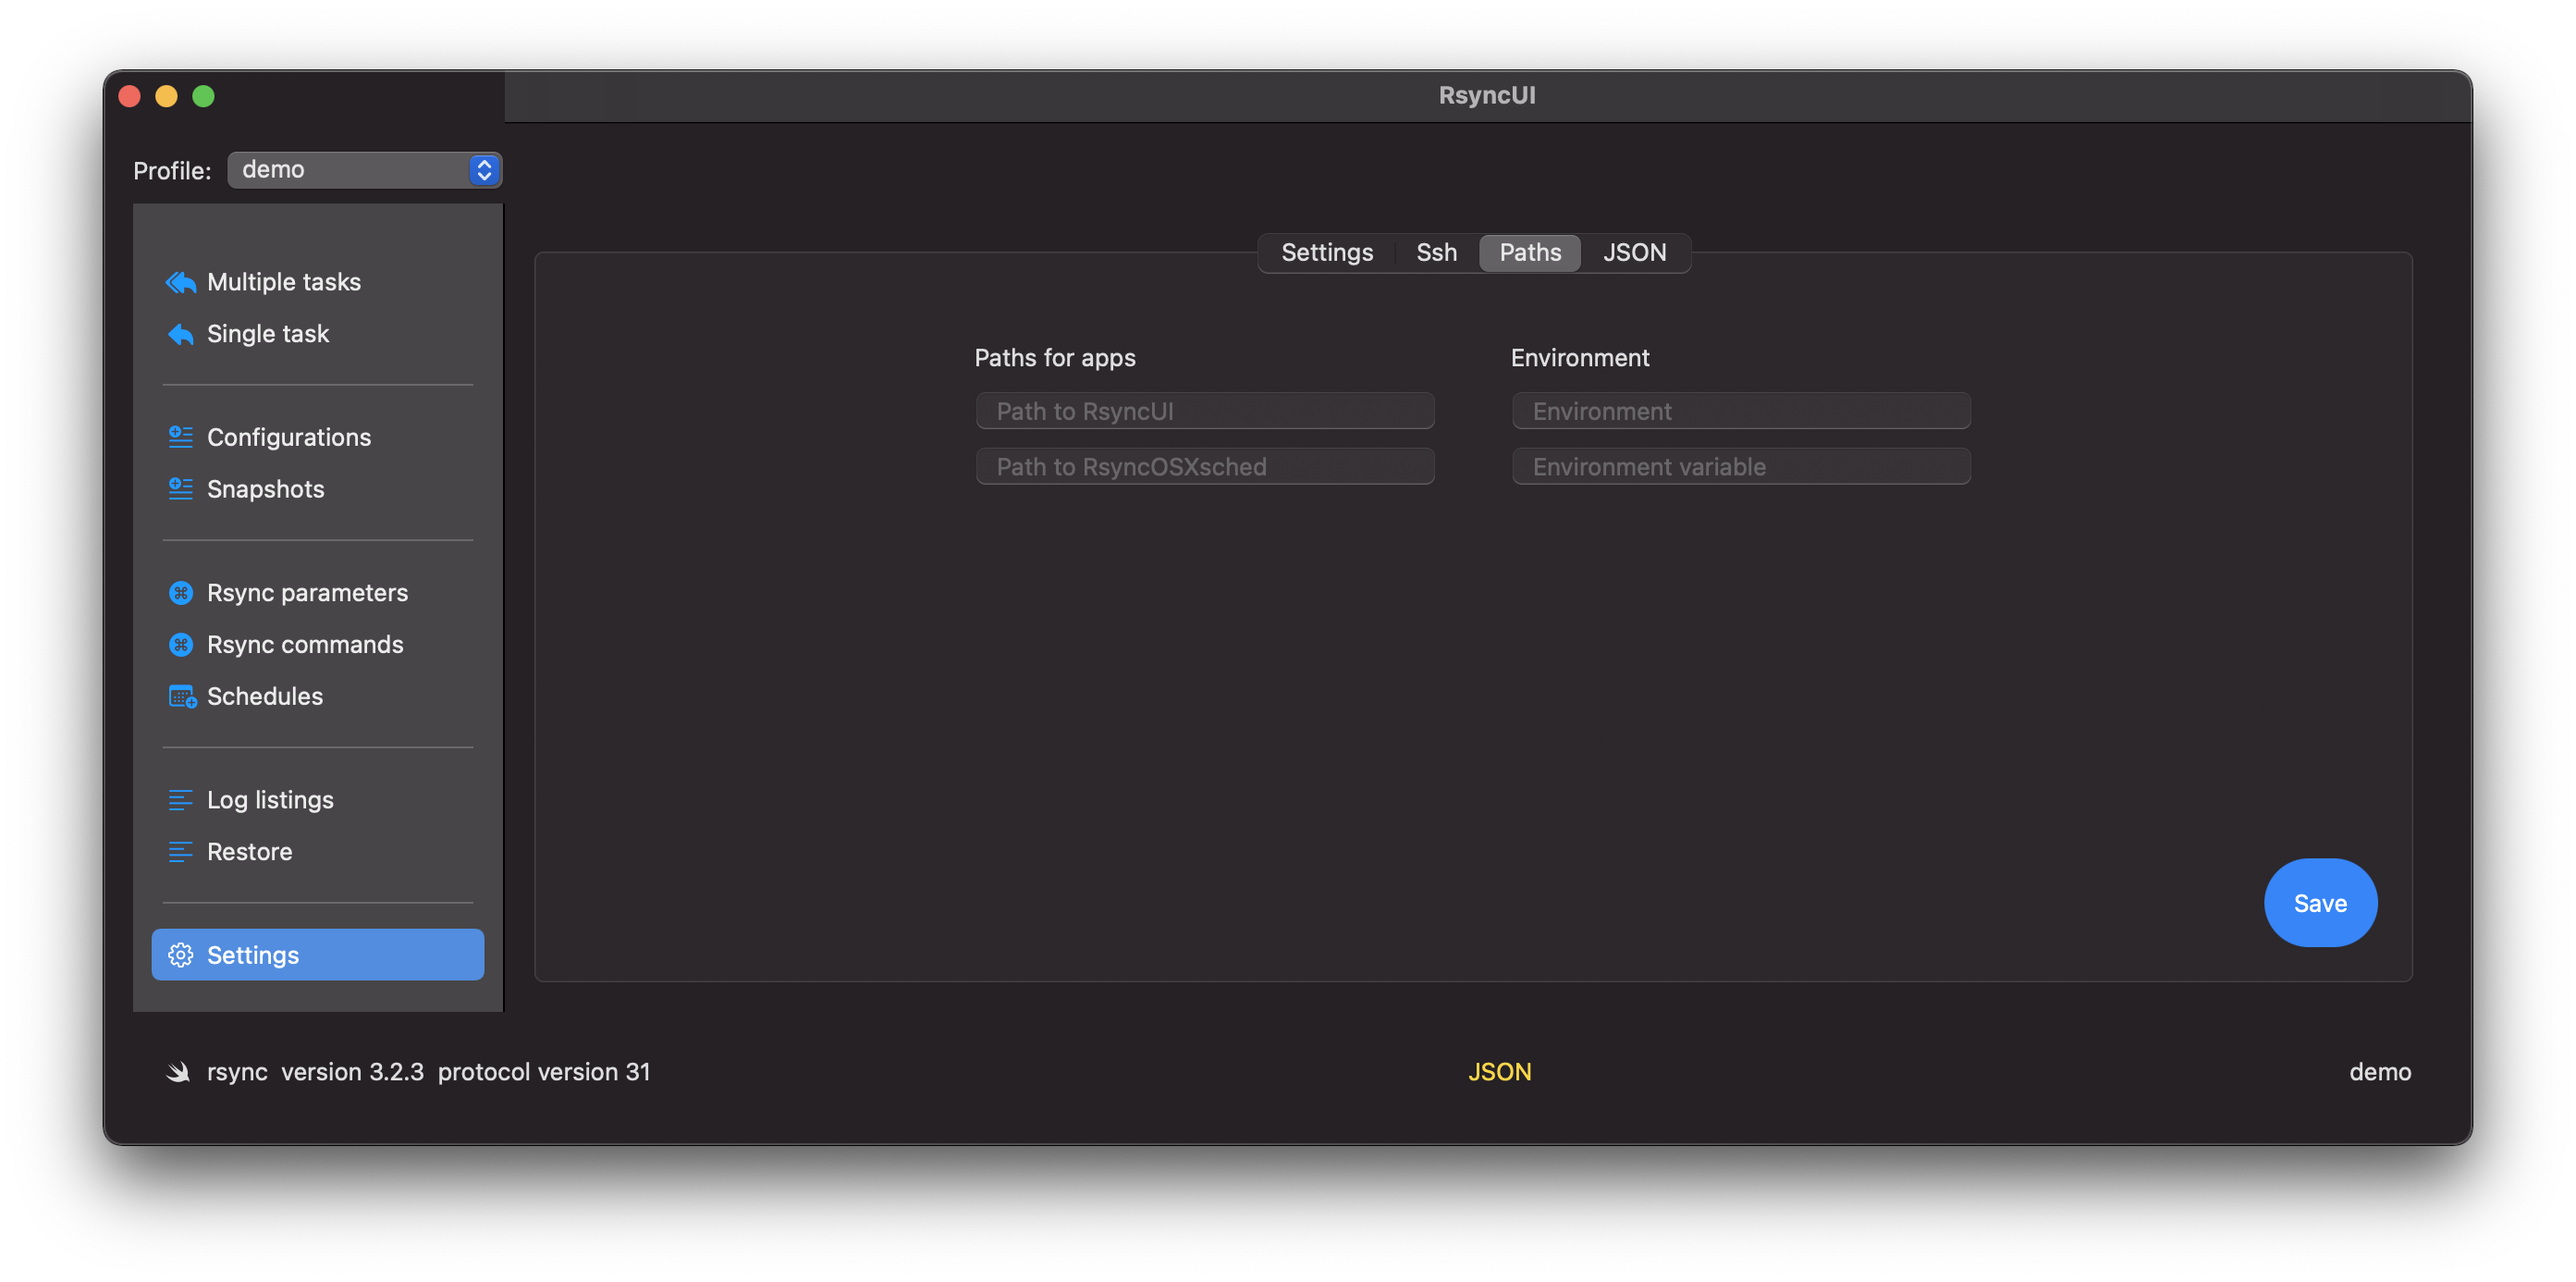 RsyncUI
Profile: demo
Multiple tasks
Single task
Configurations
Snapshots
Rsync parameters
Rsync commands
Schedules
Log listings
Restore
Settings
Settings Ssh Paths JSON
Paths for apps
Path to RsyncUI
Path to RsyncOSXsched
Environment
Environment
Environment variable
Save
rsync version 3.2.3 protocol version 31
JSON
demo